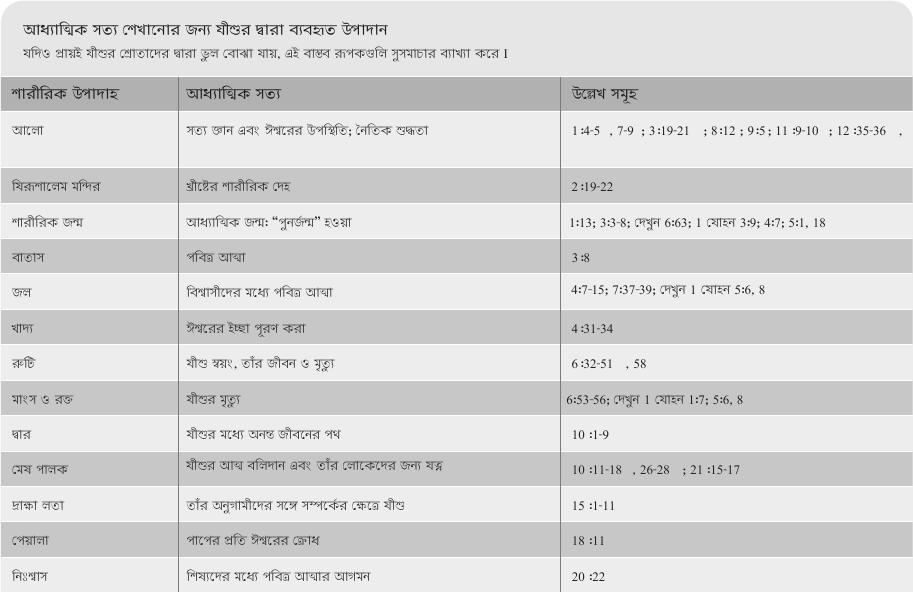 আধ্যাত্মিক সত্য শেখানোর জন্য যীশুর দ্বারা ব্যবহৃত উপাদান
যদিও প্রায়ই যীশুর শ্রোতাদের দ্বারা ভুল বোঝা যায়, এই বাস্তব রূপকগুলি সুসমাচার ব্যাখ্যা করে I
শারীরিক উপাদাহ আধ্যাত্মিক সত্য উল্লেখ সমূহ
আলো সত্য জ্ঞান এবং ঈশ্বরের উপস্থিতি; নৈতিক শুদ্ধতা 1:4-5 , 7-9 ; 3:19-21 ; 8:12 ; 9:5; 11 :9-10 ; 12 :35-36 ,
যিরূশালেম মন্দির খ্রীষ্টের শারীরিক দেহ 2 :19-22
শারীরিক জন্ম আধ্যাত্মিক জন্ম: “পুনর্জন্ম” হওয়া 1:13; 3:3-8; দেখুন 6:63; 1 যোহন 3:9; 4:7; 5:1, 18
বাতাস পবিত্র আত্মা 3 :8
জল বিশ্বাসীদের মধ্যে পবিত্র আত্মা 4:7-15; 7:37-39; দেখুন 1 যোহন 5:6, 8
খাদ্য ঈশ্বরের ইচ্ছা পূরণ করা 4 :31-34
রুটি যীশু স্বয়ং, তাঁর জীবন ও মৃত্যু 6 :32-51 , 58
মাংস ও রক্ত যীশুর মৃত্যু 6:53-56; দেখুন 1 যোহন 1:7; 5:6, 8
দ্বার যীশুর মধ্যে অনন্ত জীবনের পথ 10 :1-9
মেষ পালক যীশুর আত্ম বলিদান এবং তাঁর লোকেদের জন্য যত্ন 10 :11-18 , 26-28 ; 21 :15-17
দ্রাক্ষা লতা তাঁর অনুগামীদের সঙ্গে সম্পর্কের ক্ষেত্রে যীশু 15 :1-11
পেয়ালা পাপের প্রতি ঈশ্বরের ক্রোধ 18 :11
নিঃশ্বাস শিষ্যদের মধ্যে পবিত্র আত্মার আগমন 20 :22